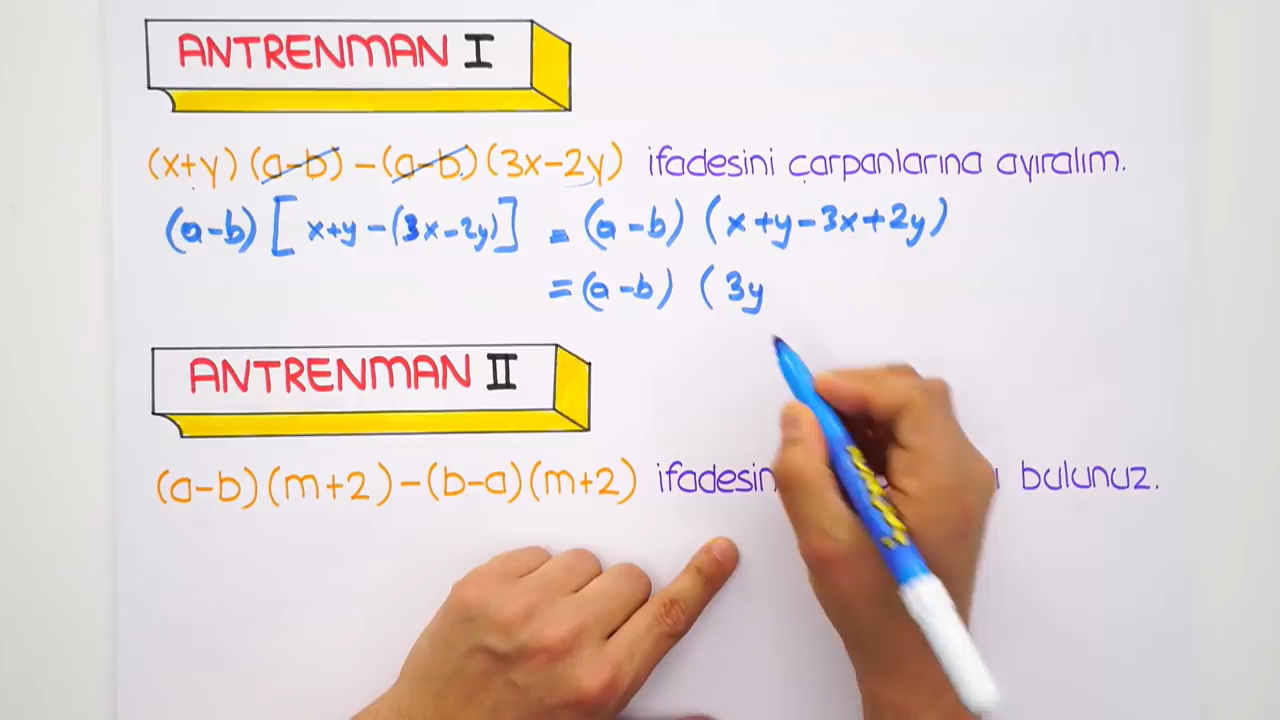 ANTRENMAN I
(x+y)(a-b)-(a-b)(3x-2y) ifadesini çarpanlarına ayıralım.
(a-b)[x+y-(3x-2y)] = (a-b) (x+y-3x+2y)
= (a-b) (3y
ANTRENMAN II
(a-b)(m+2)-(b-a)(m+2) ifadesin bulunuz.